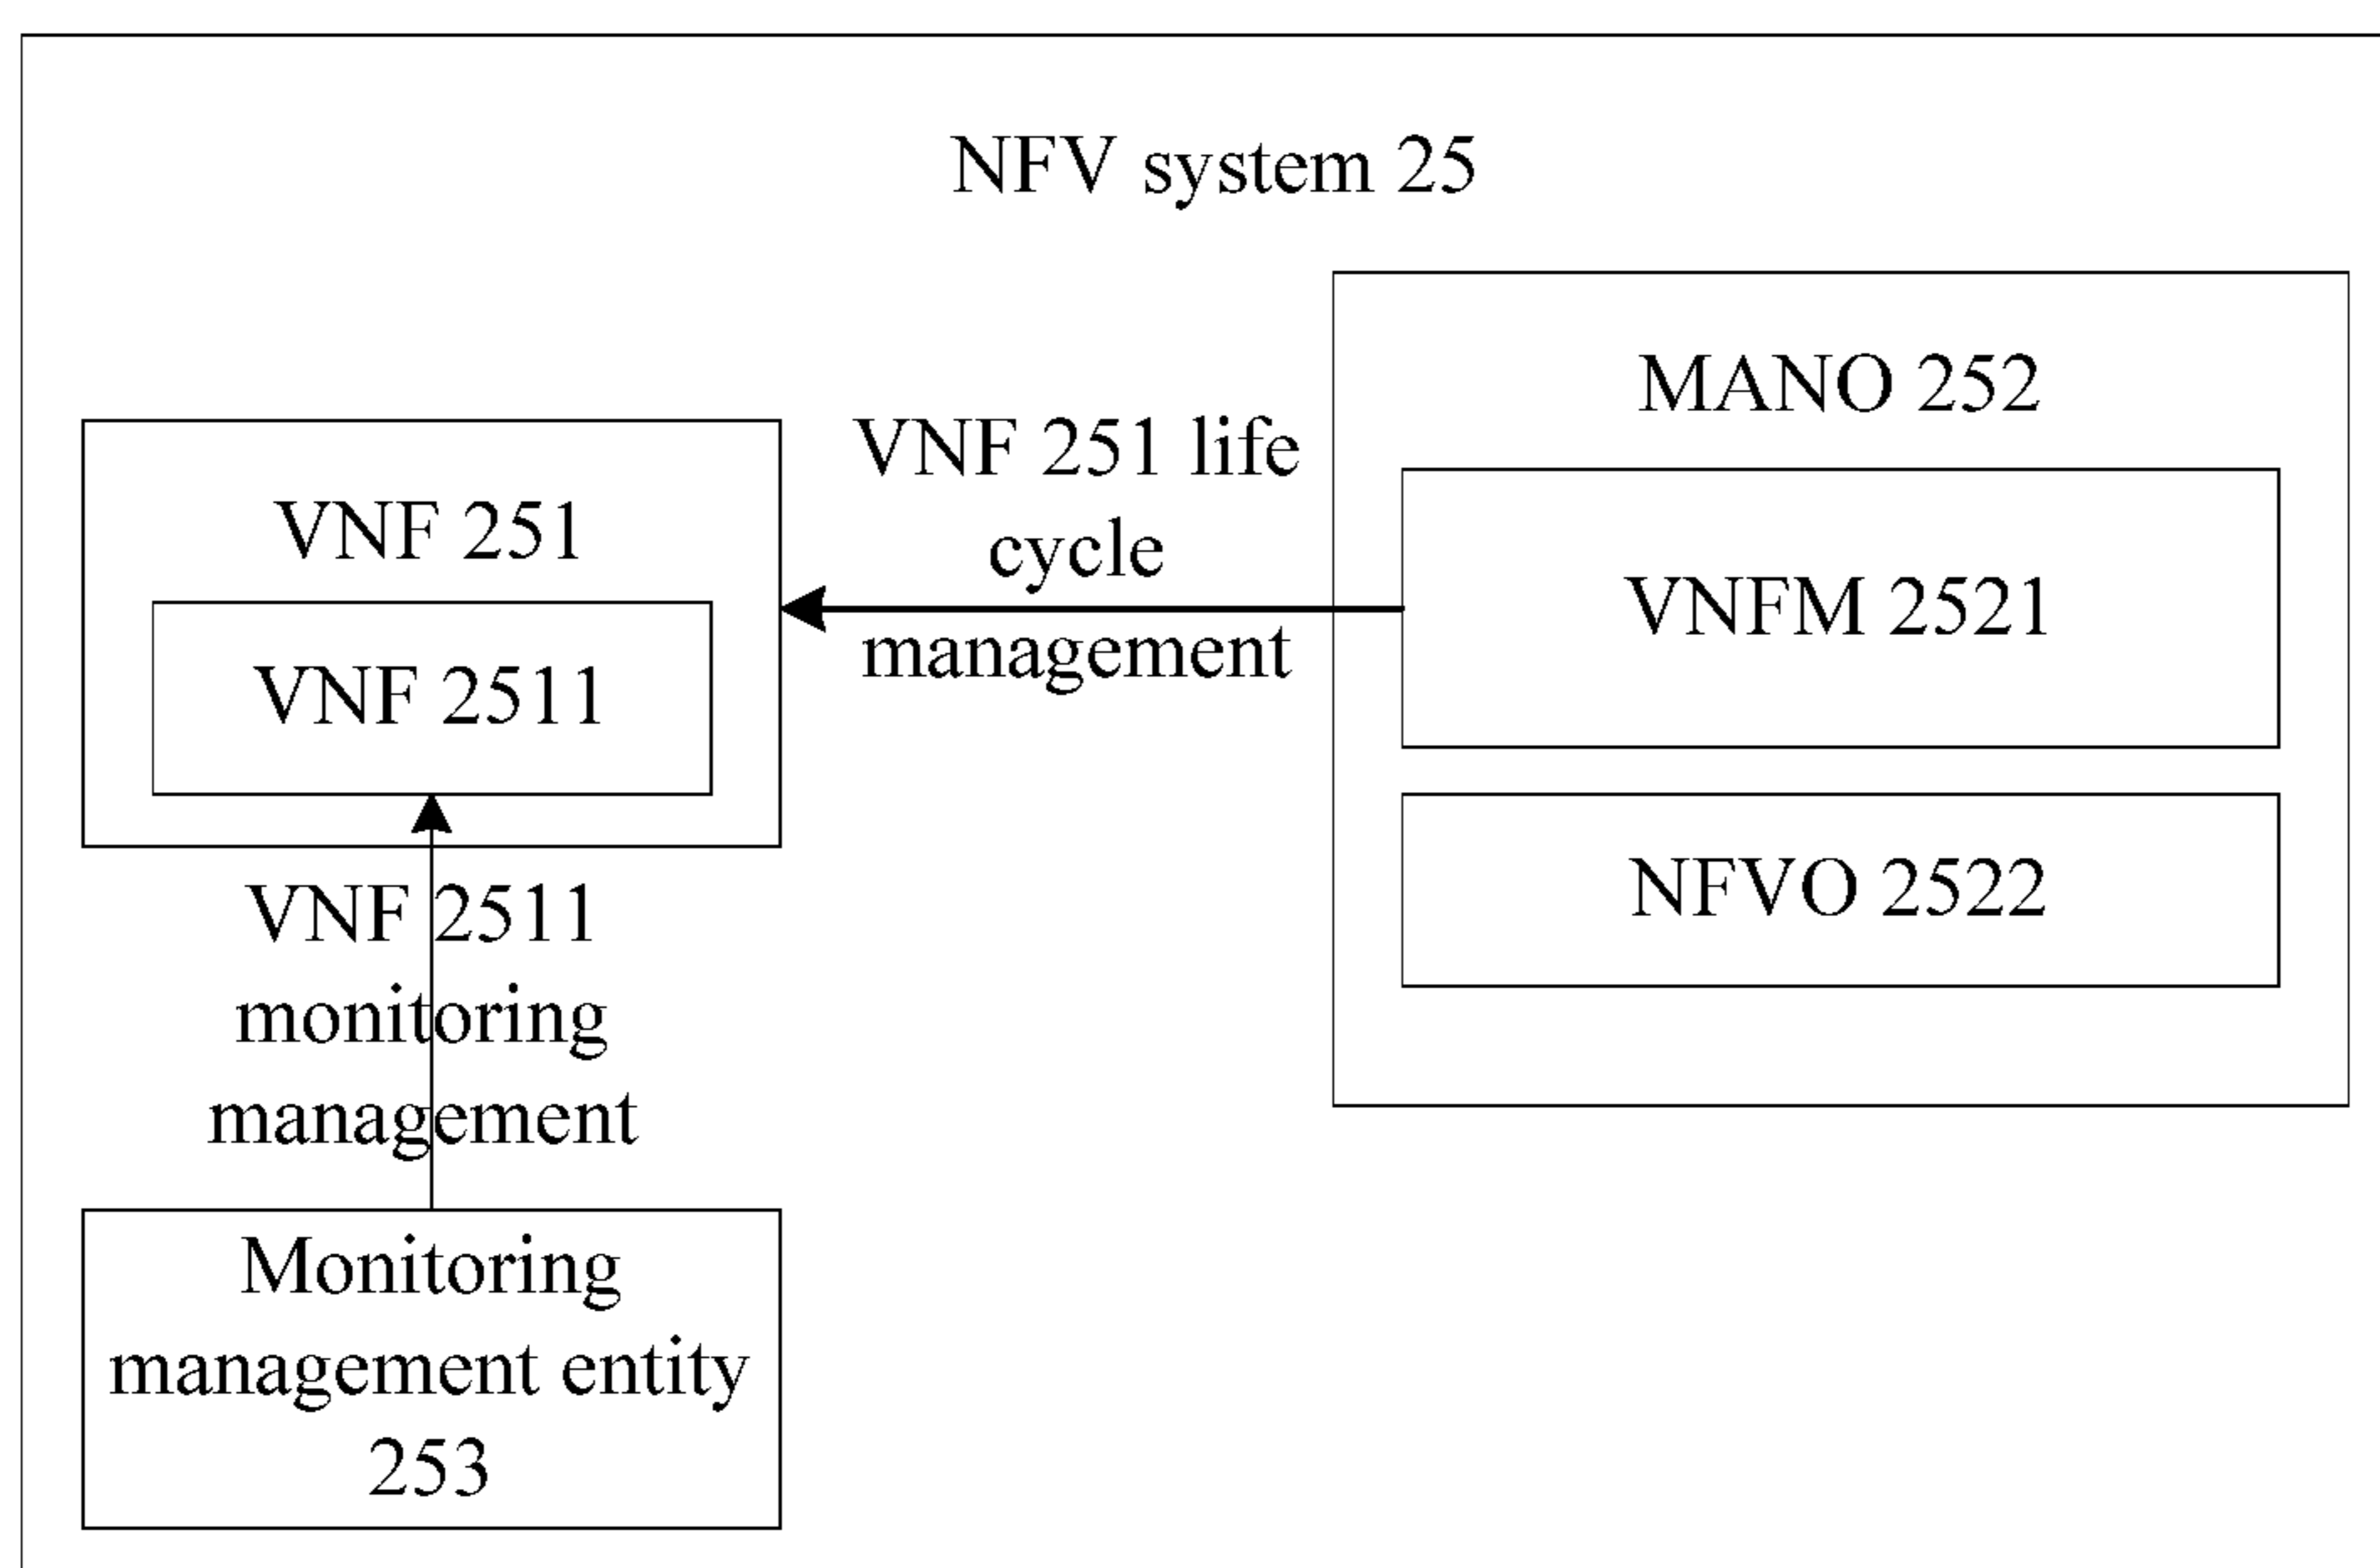 NFV system 25
MANO 252
VNF 251 life
cycle
management
VNF 251
VNF 2511
VNFM 2521
NFVO 2522
VNF 2511
monitoring
management
Monitoring
management entity
253